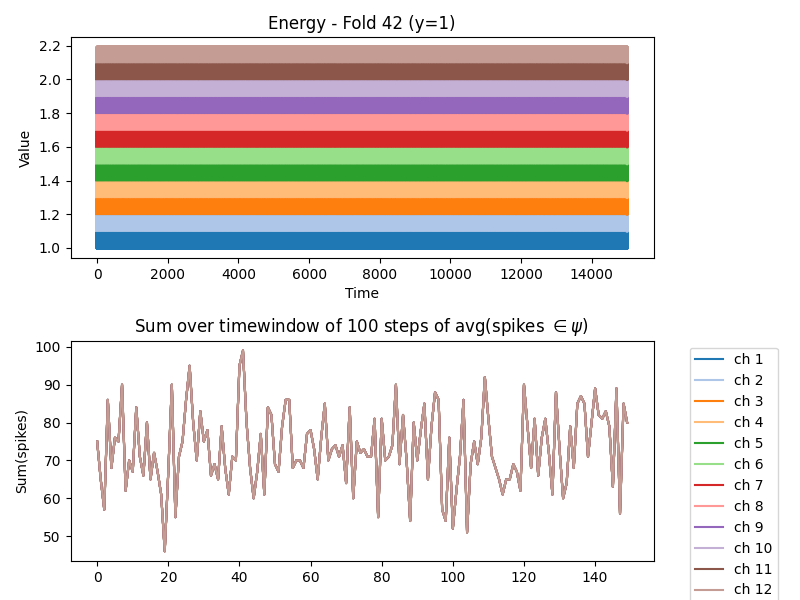 Energy - Fold 42 (y=1)
Value
2.2
2.0
1.8
1.6
1.4
1.2
1.0
0 2000 4000 6000 8000 10000 12000 14000
Time
Sum over timewindow of 100 steps of avg(spikes ∈ ψ)
Sum(spikes)
100
90
80
70
60
50
0 20 40 60 80 100 120 140
ch 1
ch 2
ch 3
ch 4
ch 5
ch 6
ch 7
ch 8
ch 9
ch 10
ch 11
ch 12